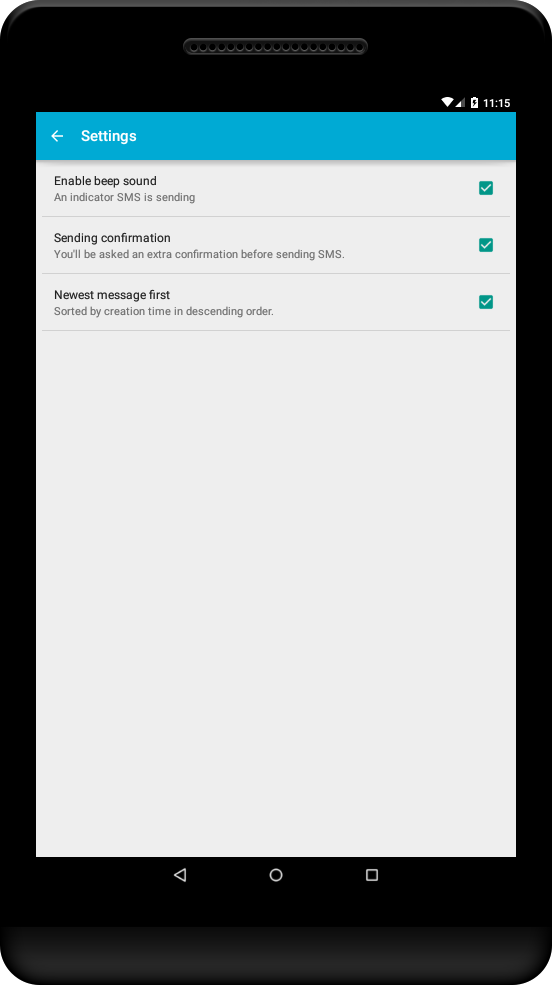 11:15
Settings
Enable beep sound
An indicator SMS is sending
Sending confirmation
You'll be asked an extra confirmation before sending SMS.
Newest message first
Sorted by creation time in descending order.